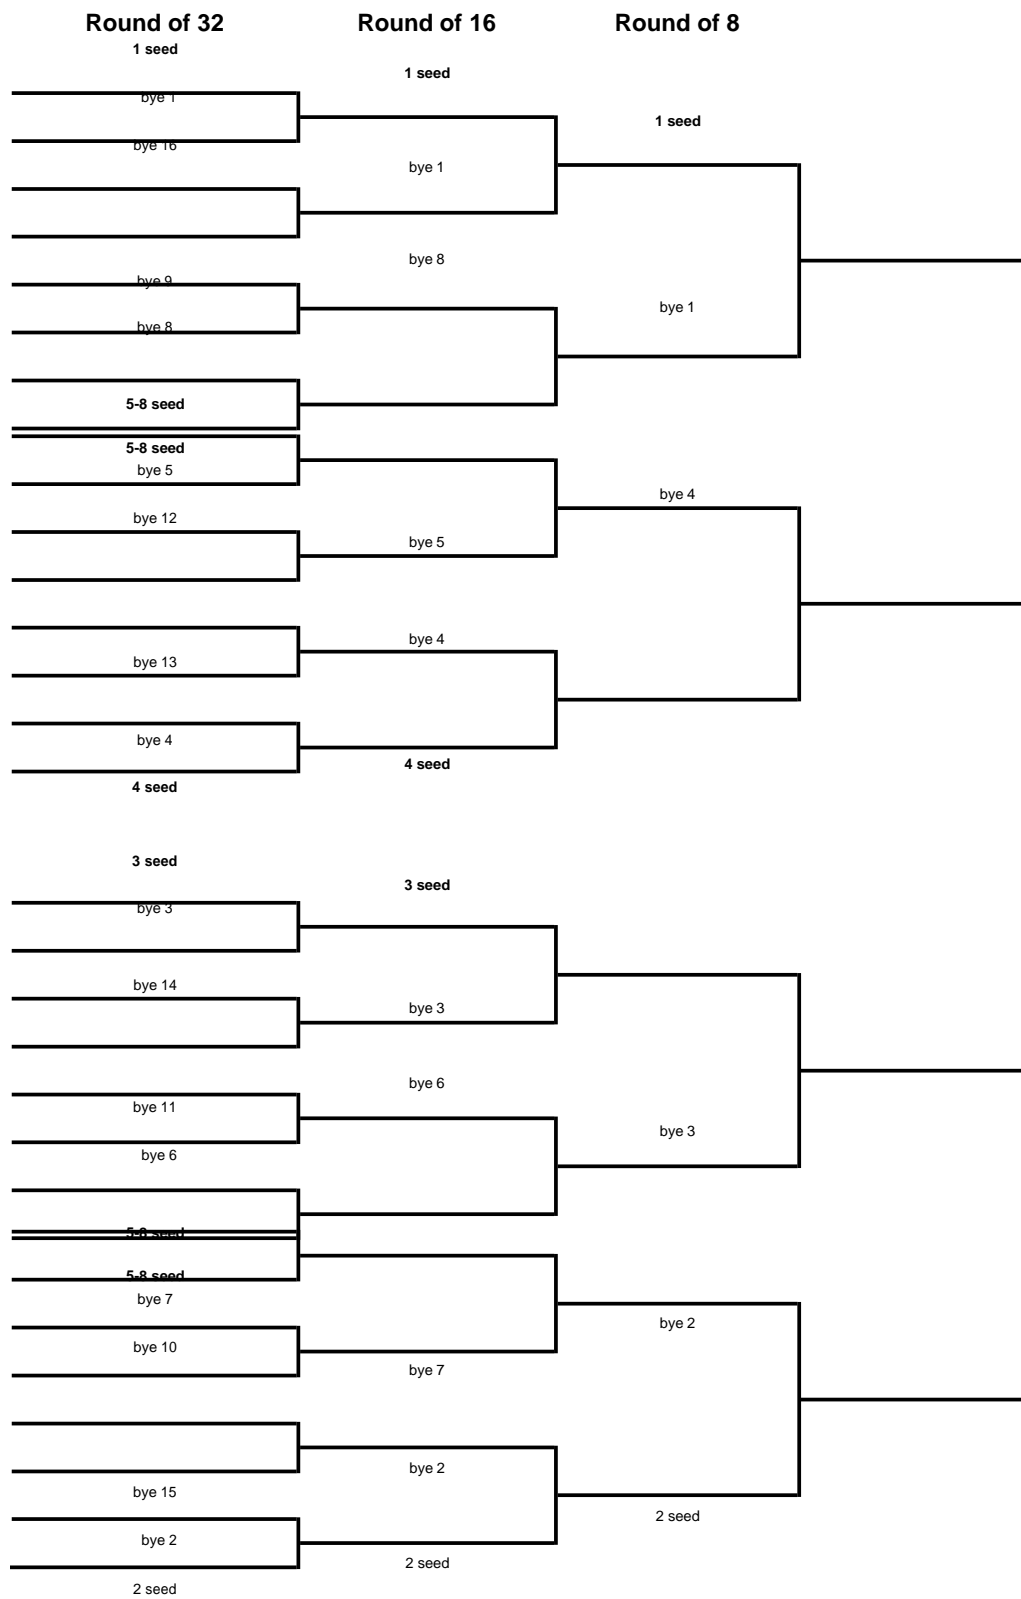 Round of 32
Round of 16
Round of 8
1 seed
bye 1
bye 16
bye 9
bye 8
5-8 seed
5-8 seed
bye 5
bye 12
bye 13
bye 4
4 seed
3 seed
bye 3
bye 14
bye 11
bye 6
5-8 seed
5-8 seed
bye 7
bye 10
bye 15
bye 2
2 seed
1 seed
bye 1
bye 8
bye 5
bye 4
4 seed
3 seed
bye 3
bye 6
bye 7
bye 2
2 seed
1 seed
bye 1
bye 4
bye 3
bye 2
2 seed